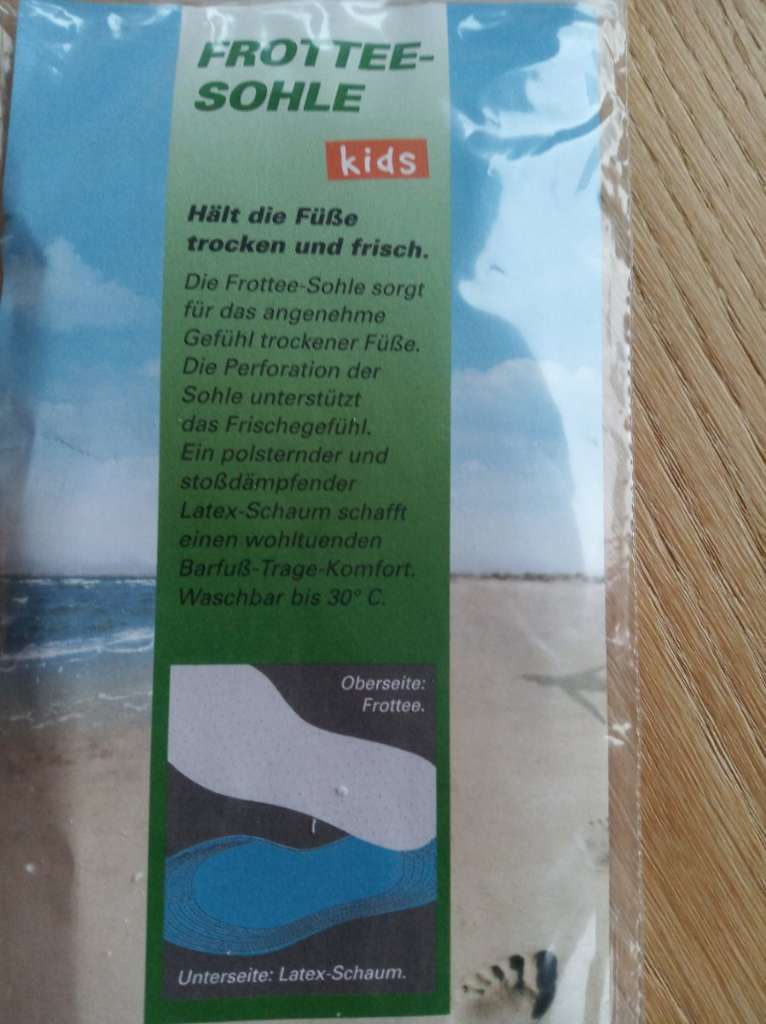 FROTTEE-
SOHLE
kids
Hält die Füße
trocken und frisch.
Die Frottee-Sohle sorgt
für das angenehme
Gefühl trockener Füße.
Die Perforation der
Sohle unterstützt
das Frischegefühl.
Ein polsternder und
stoßdämpfender
Latex-Schaum schafft
einen wohltuenden
Barfuß-Trage-Komfort.
Waschbar bis 30° C.
Oberseite:
Frottee.
Unterseite: Latex-Schaum.